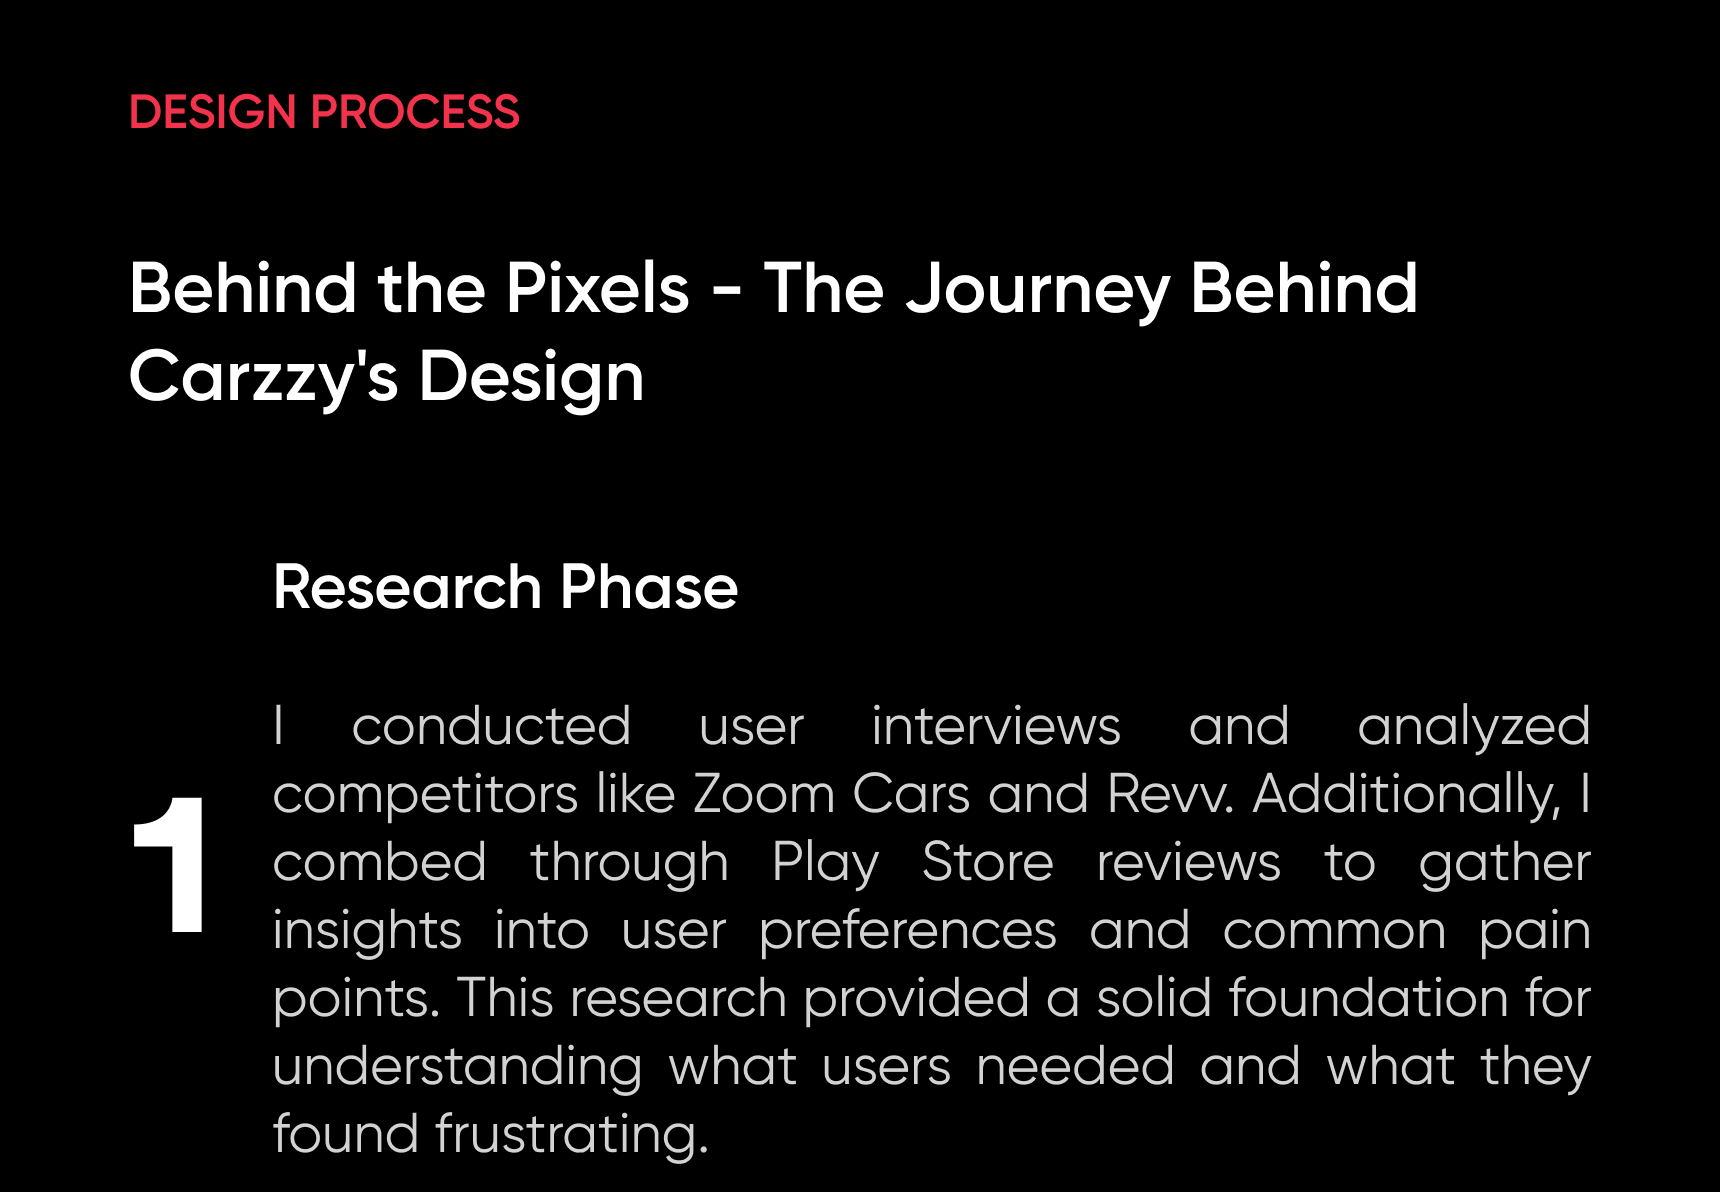 DESIGN PROCESS
Behind the Pixels - The Journey Behind
Carzzy's Design
Research Phase
1
I conducted user interviews and analyzed
competitors like Zoom Cars and Revv. Additionally, I
combed through Play Store reviews to gather
insights into user preferences and common pain
points. This research provided a solid foundation for
understanding what users needed and what they
found frustrating.